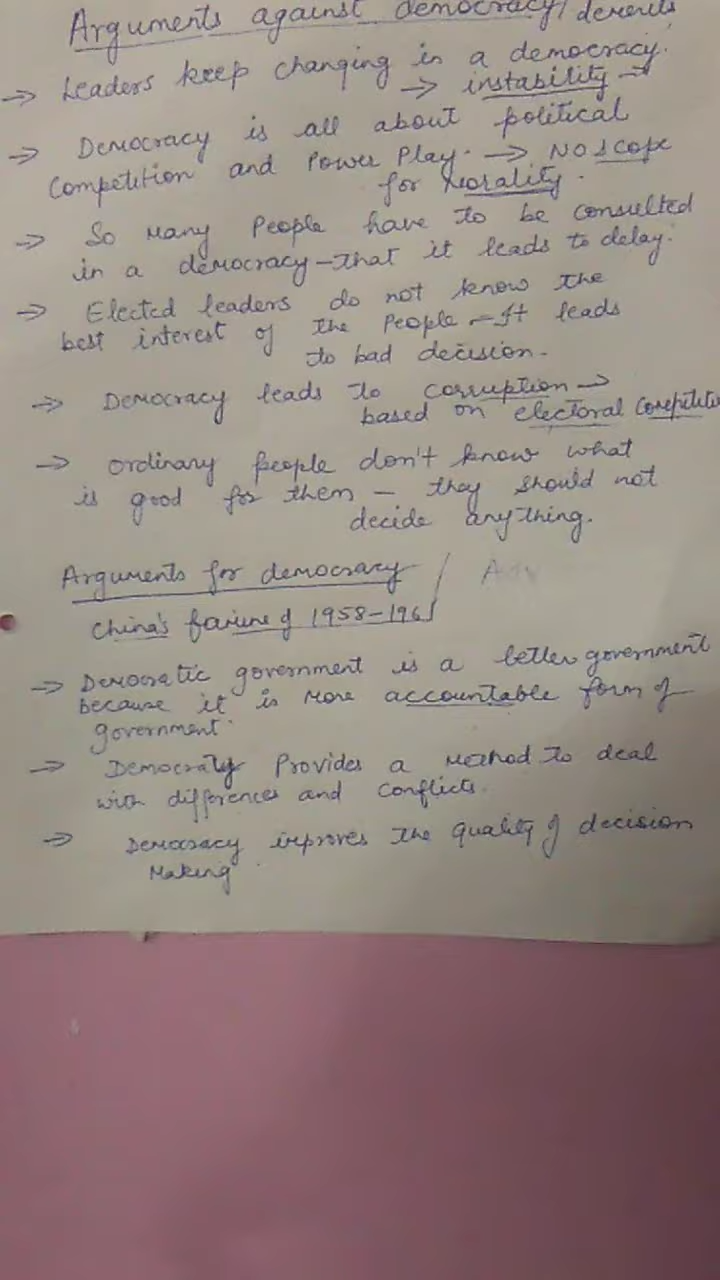 Arguments against democracy / demerits
→ Leaders keep changing in a democracy.
→ instability →
→ Democracy is all about political
Competition and Power Play. → No scope
for Morality.
→ So many People have to be consulted
in a democracy - that it leads to delay.
→ Elected leaders do not know the
best interest of the People - It leads
to bad decision.
→ Democracy leads to corruption →
based on electoral Competitio
→ Ordinary people don't know what
is good for them - they should not
decide anything.
Arguments for democracy / Adv
China's famine of 1958-1961
→ Democratic government is a better government
because it is more accountable form of
government.
→ Democracy Provides a method to deal
with differences and conflicts.
→ Democracy improves the quality of decision
Making